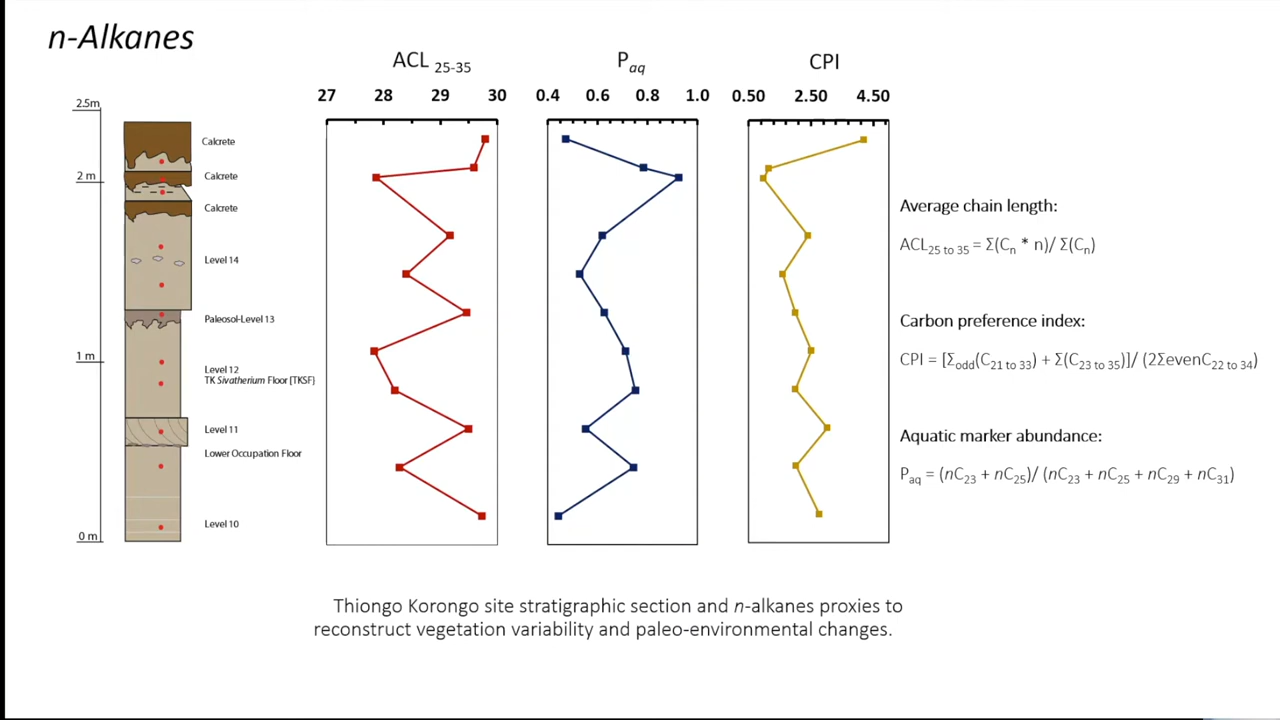 n-Alkanes
ACL 25-35
Paq
CPI
27 28 29 30
0.4 0.6 0.8 1.0
0.50 2.50 4.50
2.5m
2 m
1 m
0 m
Calcrete
Calcrete
Calcrete
Level 14
Paleosol-Level 13
Level 12
TK Sivatherium Floor [TKSF]
Level 11
Lower Occupation Floor
Level 10
Average chain length:
ACL25 to 35 = Σ(Cn * n)/ Σ(Cn)
Carbon preference index:
CPI = [Σodd(C21 to 33) + Σ(C23 to 35)]/ (2ΣevenC22 to 34)
Aquatic marker abundance:
Paq = (nC23 + nC25)/ (nC23 + nC25 + nC29 + nC31)
Thiongo Korongo site stratigraphic section and n-alkanes proxies to
reconstruct vegetation variability and paleo-environmental changes.